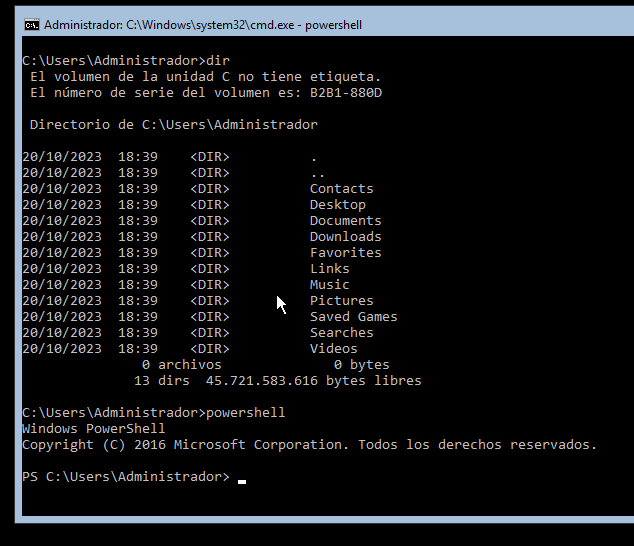 Administrador: C:\Windows\system32\cmd.exe - powershell
C:\Users\Administrador>dir
El volumen de la unidad C no tiene etiqueta.
El número de serie del volumen es: B2B1-880D
Directorio de C:\Users\Administrador
20/10/2023  18:39    <DIR>          .
20/10/2023  18:39    <DIR>          ..
20/10/2023  18:39    <DIR>          Contacts
20/10/2023  18:39    <DIR>          Desktop
20/10/2023  18:39    <DIR>          Documents
20/10/2023  18:39    <DIR>          Downloads
20/10/2023  18:39    <DIR>          Favorites
20/10/2023  18:39    <DIR>          Links
20/10/2023  18:39    <DIR>          Music
20/10/2023  18:39    <DIR>          Pictures
20/10/2023  18:39    <DIR>          Saved Games
20/10/2023  18:39    <DIR>          Searches
20/10/2023  18:39    <DIR>          Videos
0 archivos              0 bytes
13 dirs  45.721.583.616 bytes libres
C:\Users\Administrador>powershell
Windows PowerShell
Copyright (C) 2016 Microsoft Corporation. Todos los derechos reservados.
PS C:\Users\Administrador>